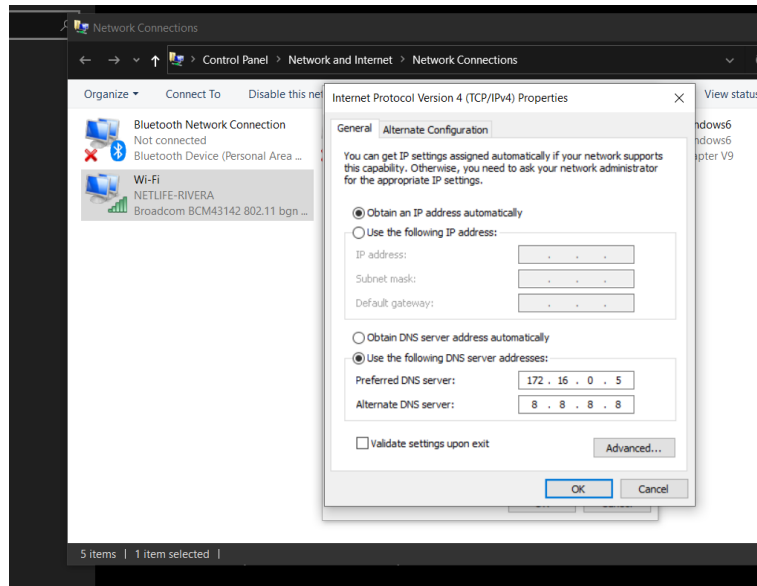 Network Connections
Control Panel > Network and Internet > Network Connections
Organize Connect To Disable this net View status
Bluetooth Network Connection
Not connected
Bluetooth Device (Personal Area ...
Wi-Fi
NETLIFE-RIVERA
Broadcom BCM43142 802.11 bgn ...
ndows6
ndows6
apter V9
Internet Protocol Version 4 (TCP/IPv4) Properties
General Alternate Configuration
You can get IP settings assigned automatically if your network supports
this capability. Otherwise, you need to ask your network administrator
for the appropriate IP settings.
Obtain an IP address automatically
Use the following IP address:
IP address: . . .
Subnet mask: . . .
Default gateway: . . .
Obtain DNS server address automatically
Use the following DNS server addresses:
Preferred DNS server: 172 . 16 . 0 . 5
Alternate DNS server: 8 . 8 . 8 . 8
Validate settings upon exit
Advanced...
OK Cancel
5 items | 1 item selected |